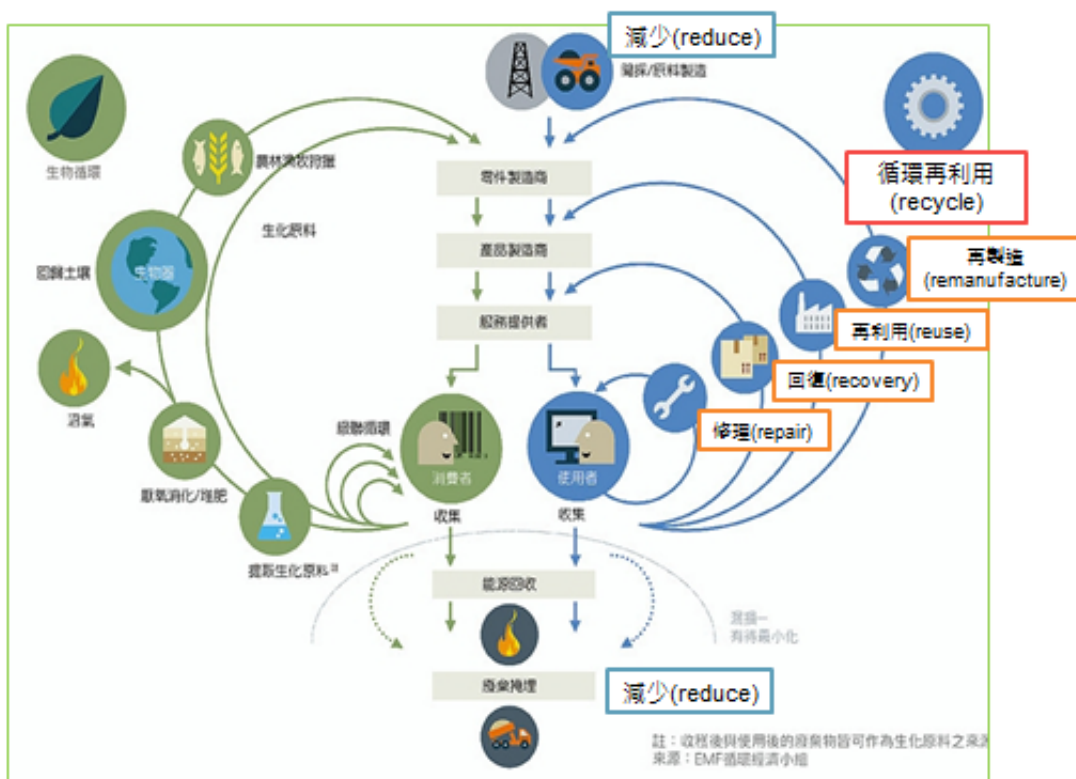 減少(reduce)
開採/原料製造
生物循環
農林漁牧狩獵
零件製造商
循環再利用
(recycle)
生化原料
產品製造商
再製造
(remanufacture)
回歸土壤
生物圈
服務提供者
再利用(reuse)
回復(recovery)
沼氣
級聯循環
修理(repair)
消費者
使用者
厭氧消化/堆肥
收集
收集
提取生化原料
能源回收
洩損—
有待最小化
廢棄掩埋
減少(reduce)
註：收穫後與使用後的廢棄物皆可作為生化原料之來源
來源：EMF循環經濟小組